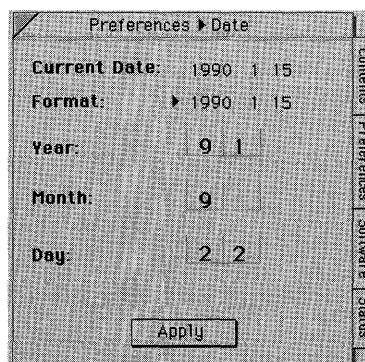 Preferences ▶ Date
Current Date: 1990 1 15
Format: ▶ 1990 1 15
Year: 9 1
Month: 9
Day: 2 2
Apply
Contents
Preferences
Software
Status